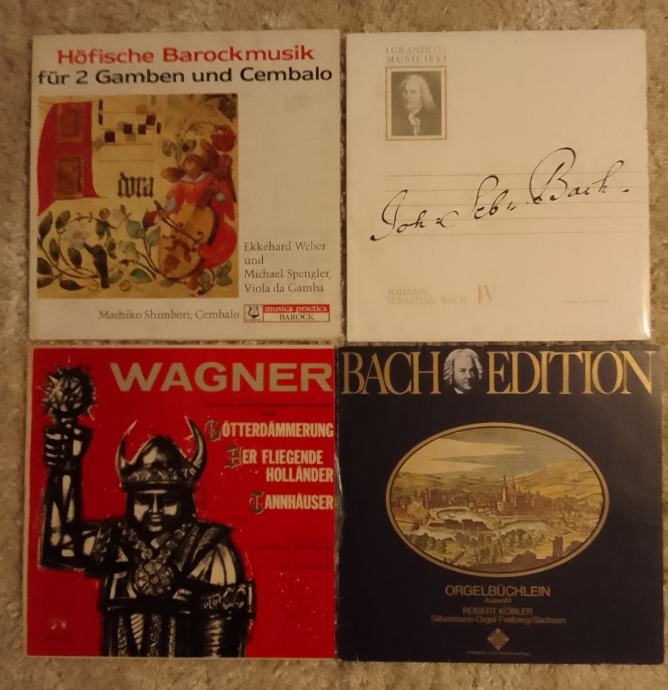 Höfische Barockmusik
für 2 Gamben und Cembalo
dora
Ekkehard Weber
und
Michael Spengler,
Viola da Gamba
Machiko Shimbori, Cembalo
musica practica
BAROCK
I GRANDI
MUSICISTI
Joh. Seb. Bach.
JOHANN
SEBASTIAN BACH IV
WAGNER
GÖTTERDÄMMERUNG
DER FLIEGENDE
HOLLÄNDER
TANNHÄUSER
BACH EDITION
ORGELBÜCHLEIN
Auswahl
ROBERT KÖBLER
Silbermann-Orgel Freiberg/Sachsen